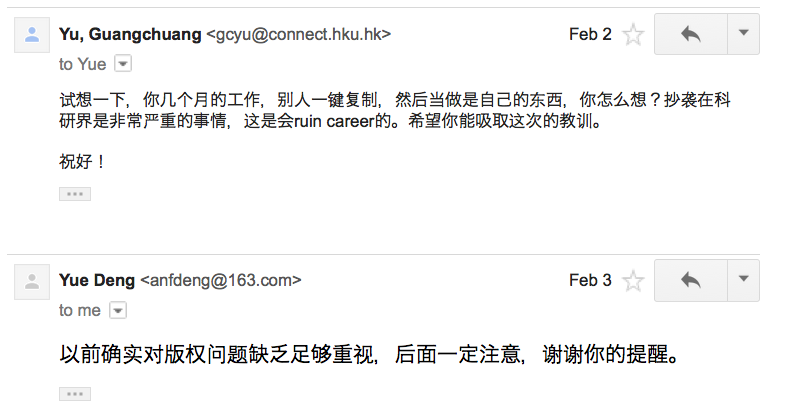 Yu, Guangchuang <gcyu@connect.hku.hk>
Feb 2
to Yue
试想一下，你几个月的工作，别人一键复制，然后当做是自己的东西，你怎么想？抄袭在科
研界是非常严重的事情，这是会ruin career的。希望你能吸取这次的教训。
祝好！
Yue Deng <anfdeng@163.com>
Feb 3
to me
以前确实对版权问题缺乏足够重视，后面一定注意，谢谢你的提醒。